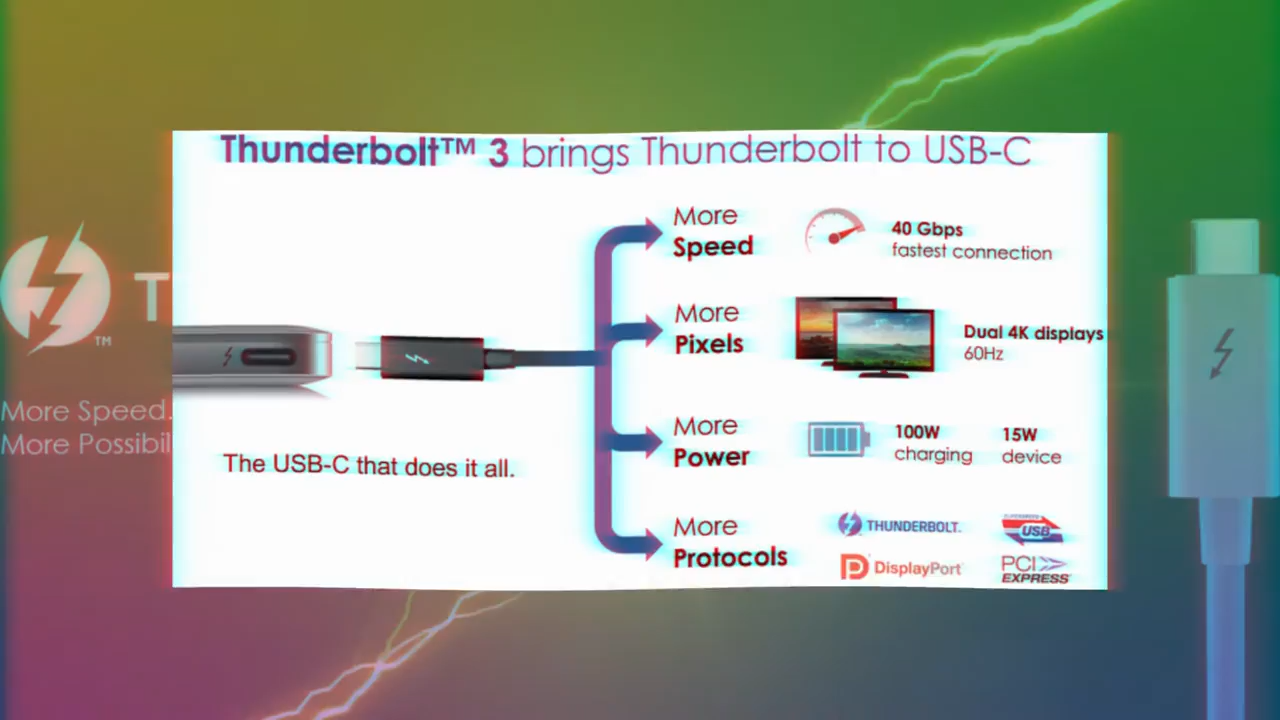 Thunderbolt™ 3 brings Thunderbolt to USB-C
More
Speed
40 Gbps
fastest connection
T
™
More
Pixels
Dual 4K displays
60Hz
More Speed.
More Possibil
More
Power
100W
charging
15W
device
The USB-C that does it all.
More
Protocols
THUNDERBOLT.
SUPERSPEED
USB
DisplayPort
PCI
EXPRESS